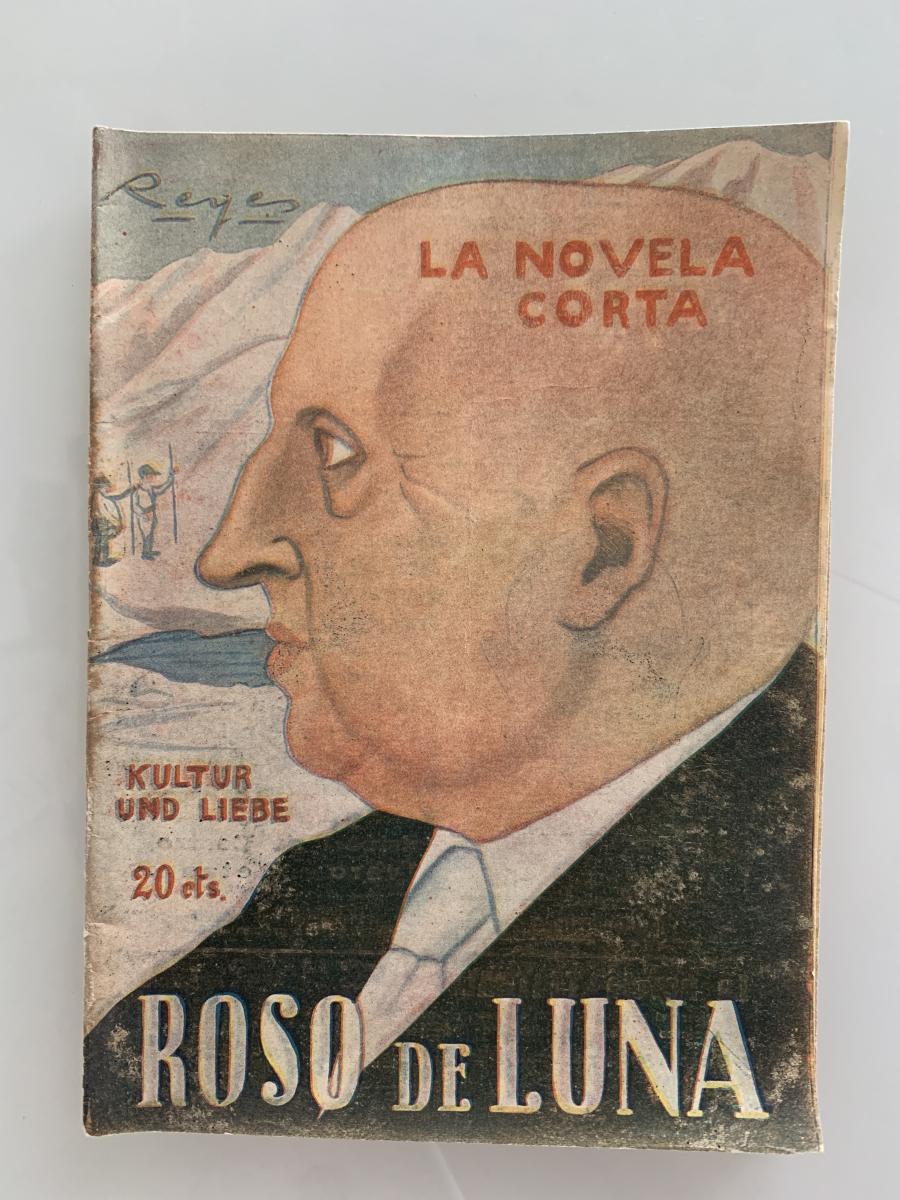 Reyes
LA NOVELA
CORTA
KULTUR
UND LIEBE
20 cts.
ROSO DE LUNA